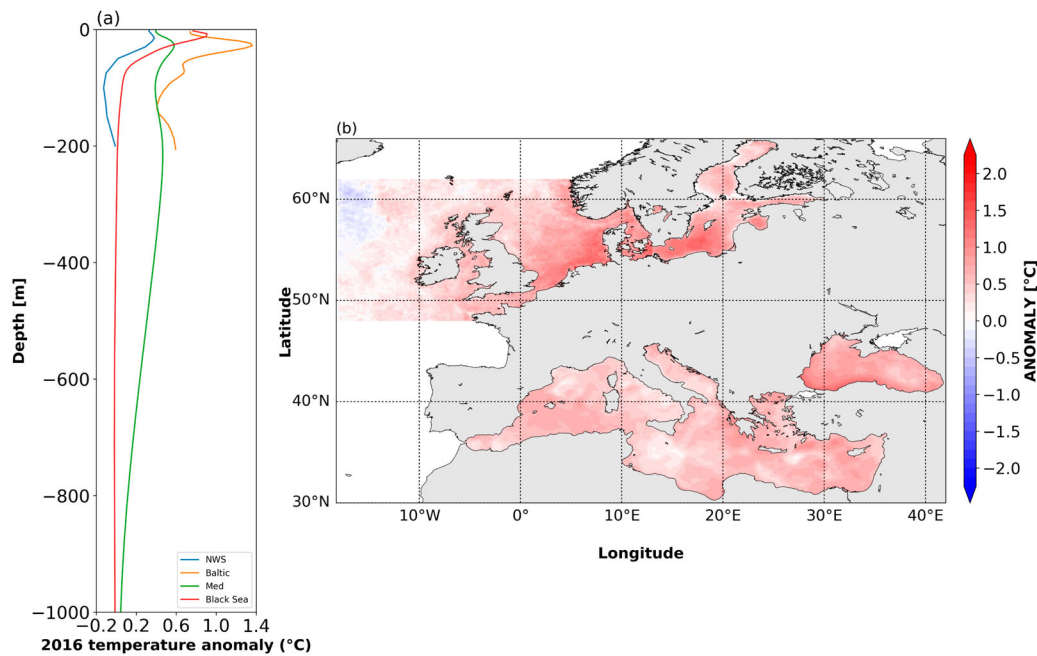 (a)
0
−200
−400
−600
−800
−1000
Depth [m]
NWS
Baltic
Med
Black Sea
−0.2 0.2 0.6 1.0 1.4
2016 temperature anomaly (°C)
(b)
60°N
50°N
40°N
30°N
Latitude
10°W 0° 10°E 20°E 30°E 40°E
Longitude
2.0
1.5
1.0
0.5
0.0
−0.5
−1.0
−1.5
−2.0
ANOMALY [°C]